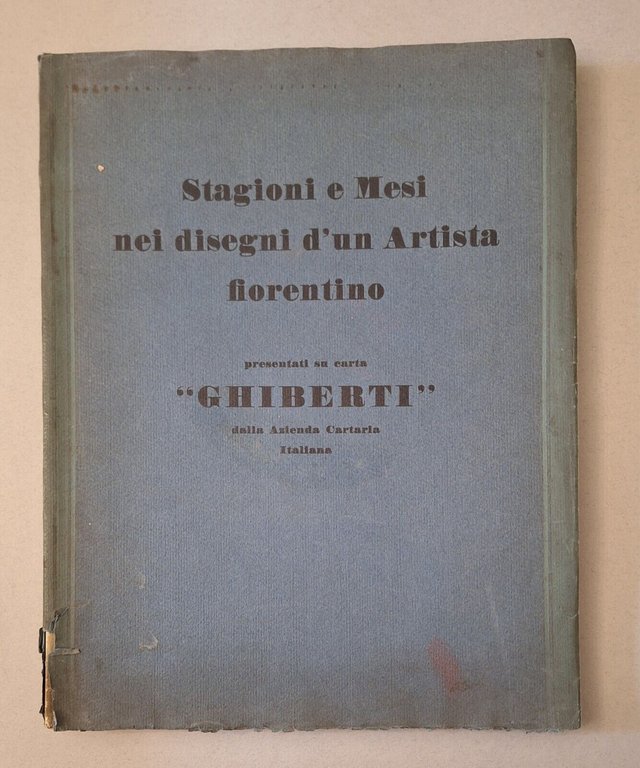 Stagioni e Mesi
nei disegni d'un Artista
fiorentino
presentati su carta
“GHIBERTI”
dalla Azienda Cartaria
Italiana